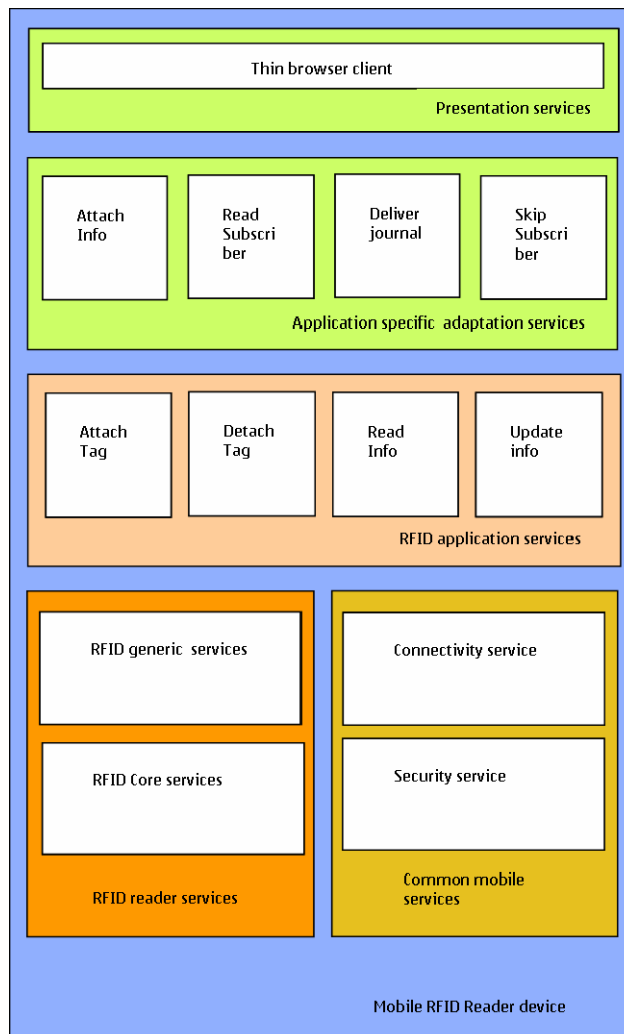 Thin browser client
Presentation services
Attach
Info
Read
Subscri
ber
Deliver
journal
Skip
Subscri
ber
Application specific adaptation services
Attach
Tag
Detach
Tag
Read
Info
Update
info
RFID application services
RFID generic services
Connectivity service
RFID Core services
Security service
RFID reader services
Common mobile
services
Mobile RFID Reader device